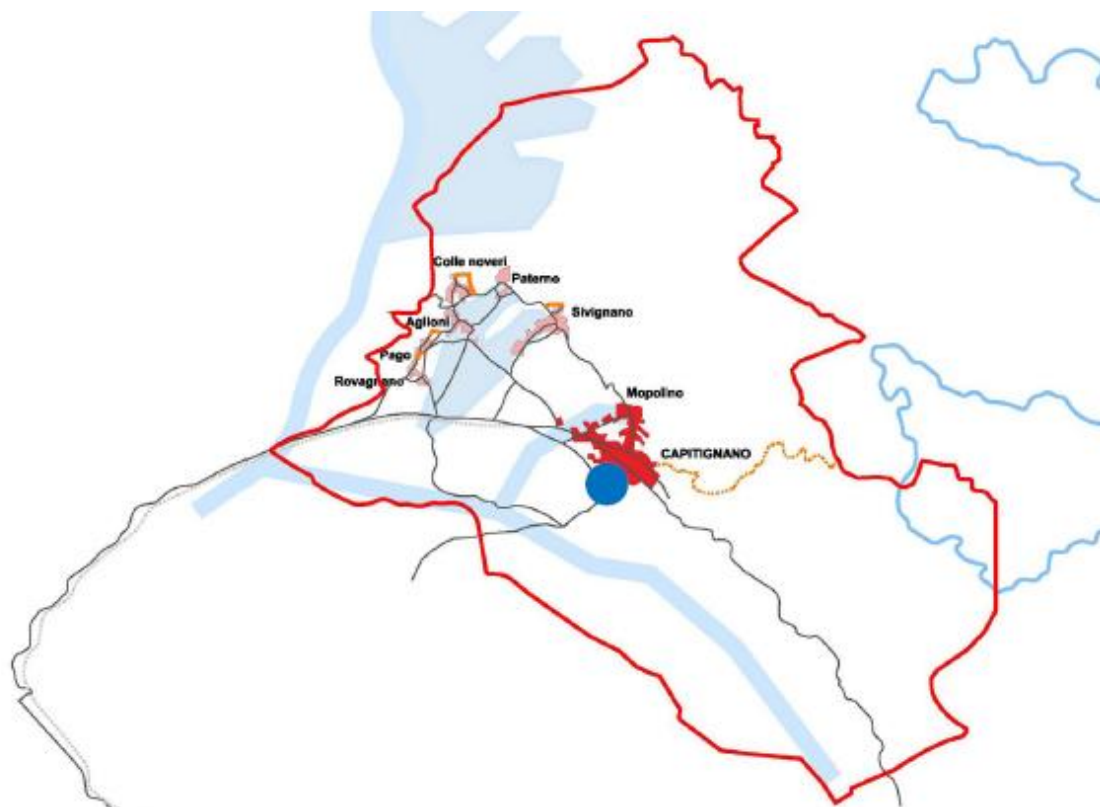 Colle noveri
Paterno
Aglioni
Sivignano
Pago
Rovagnano
Mopolino
CAPITIGNANO